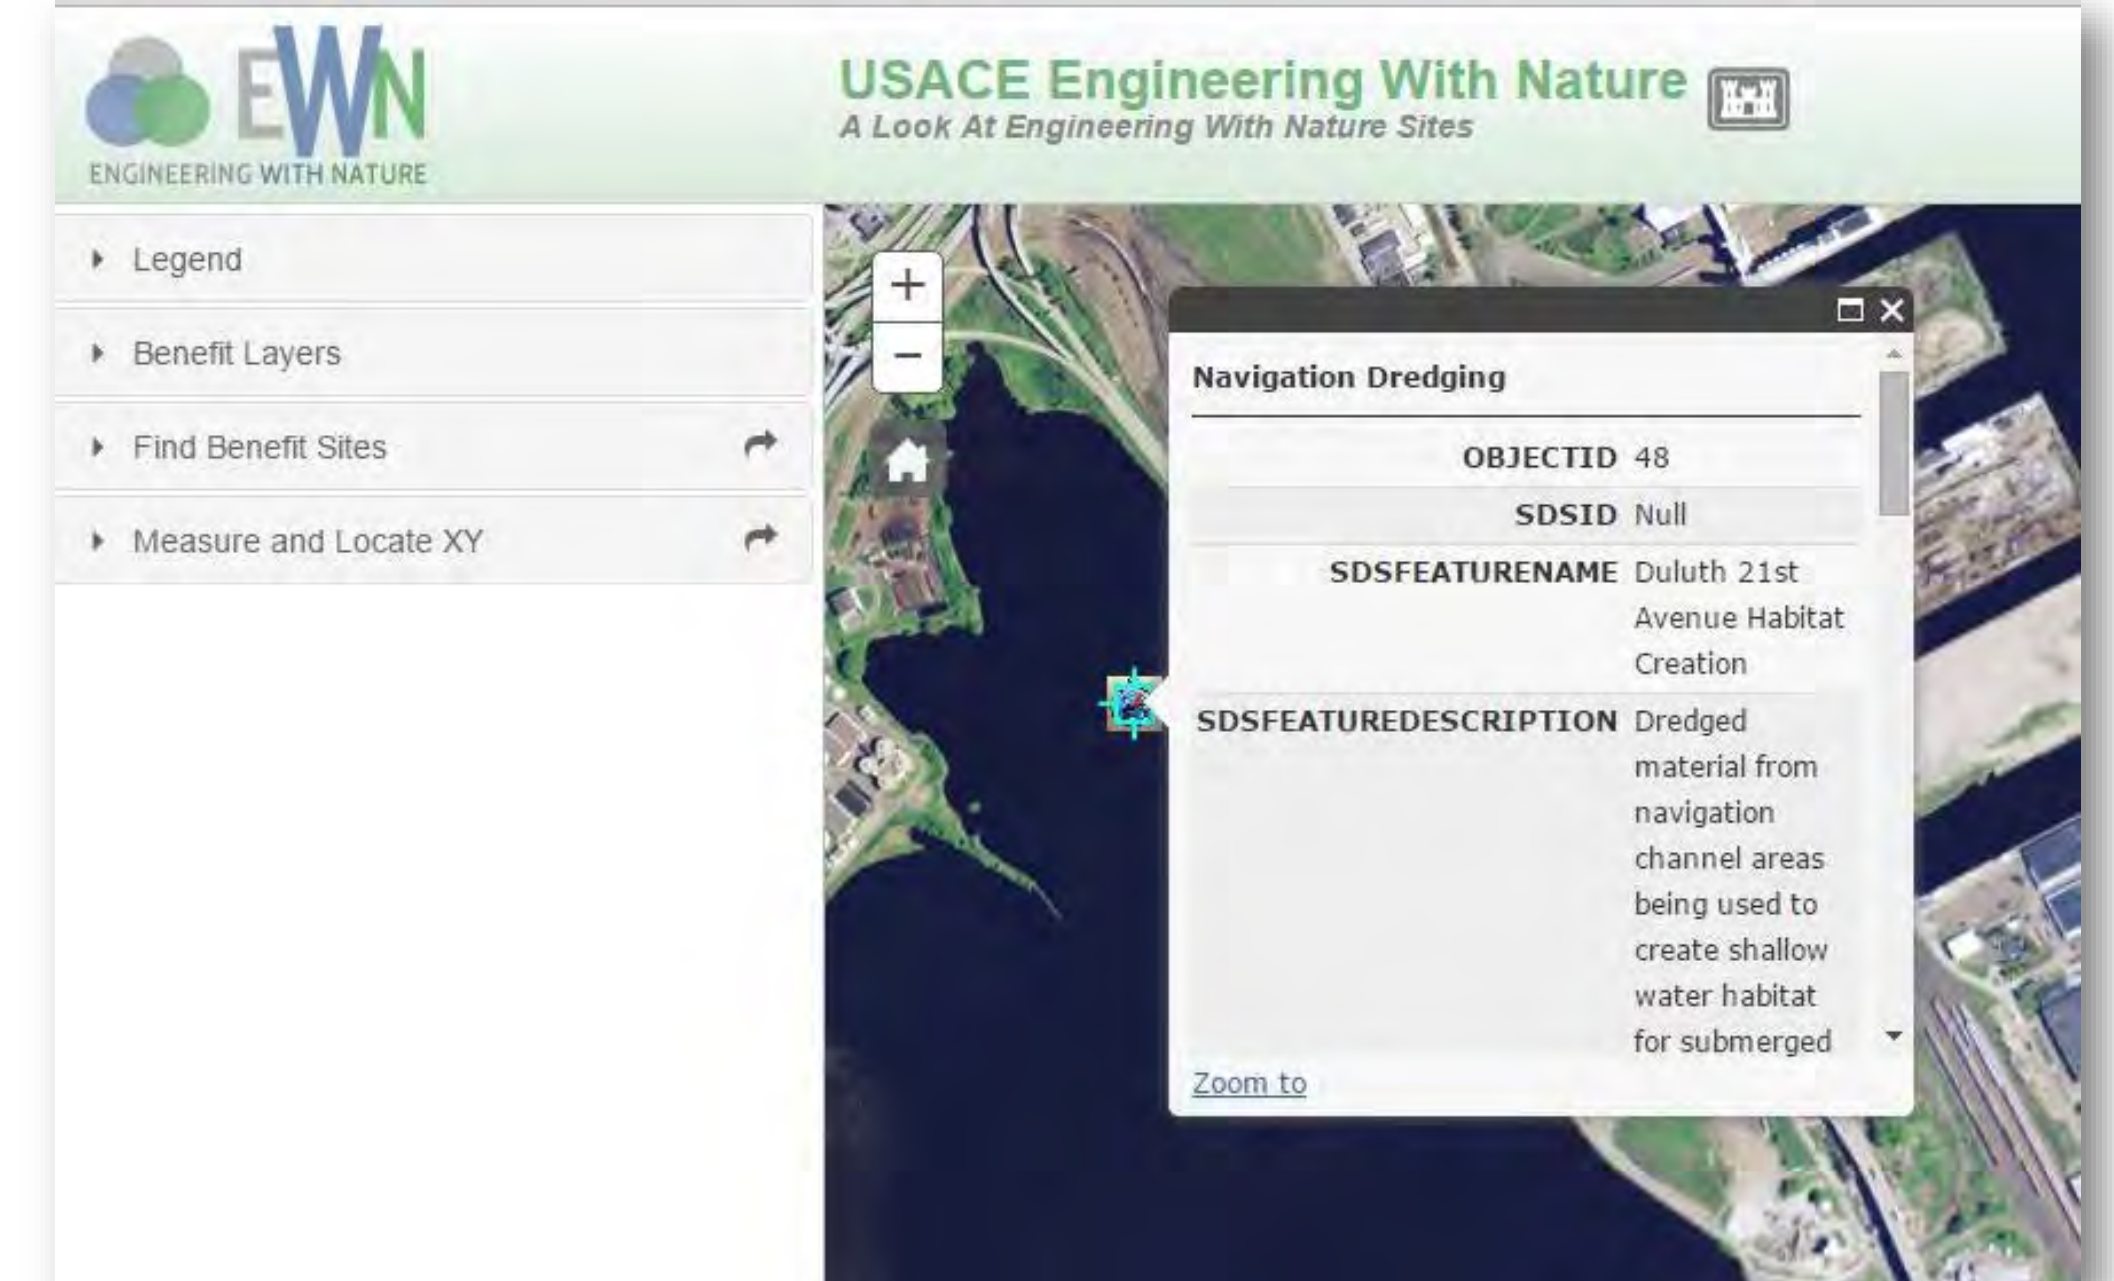 EWN
ENGINEERING WITH NATURE
USACE Engineering With Nature
A Look At Engineering With Nature Sites
Legend
Benefit Layers
Find Benefit Sites
Measure and Locate XY
+
−
Navigation Dredging
OBJECTID 48
SDSID Null
SDSFEATURENAME Duluth 21st
Avenue Habitat
Creation
SDSFEATUREDESCRIPTION Dredged
material from
navigation
channel areas
being used to
create shallow
water habitat
for submerged
Zoom to